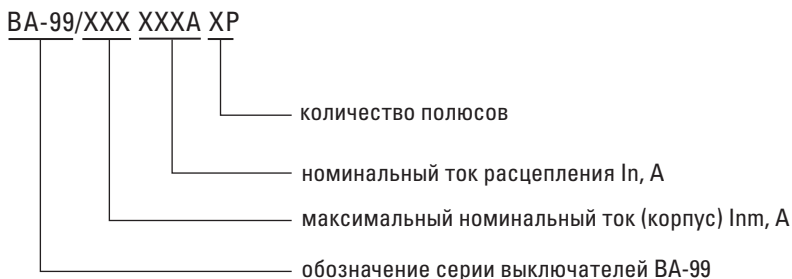 ВА-99/ХХХ ХХХА ХР
количество полюсов
номинальный ток расцепления In, А
максимальный номинальный ток (корпус) Inm, А
обозначение серии выключателей ВА-99